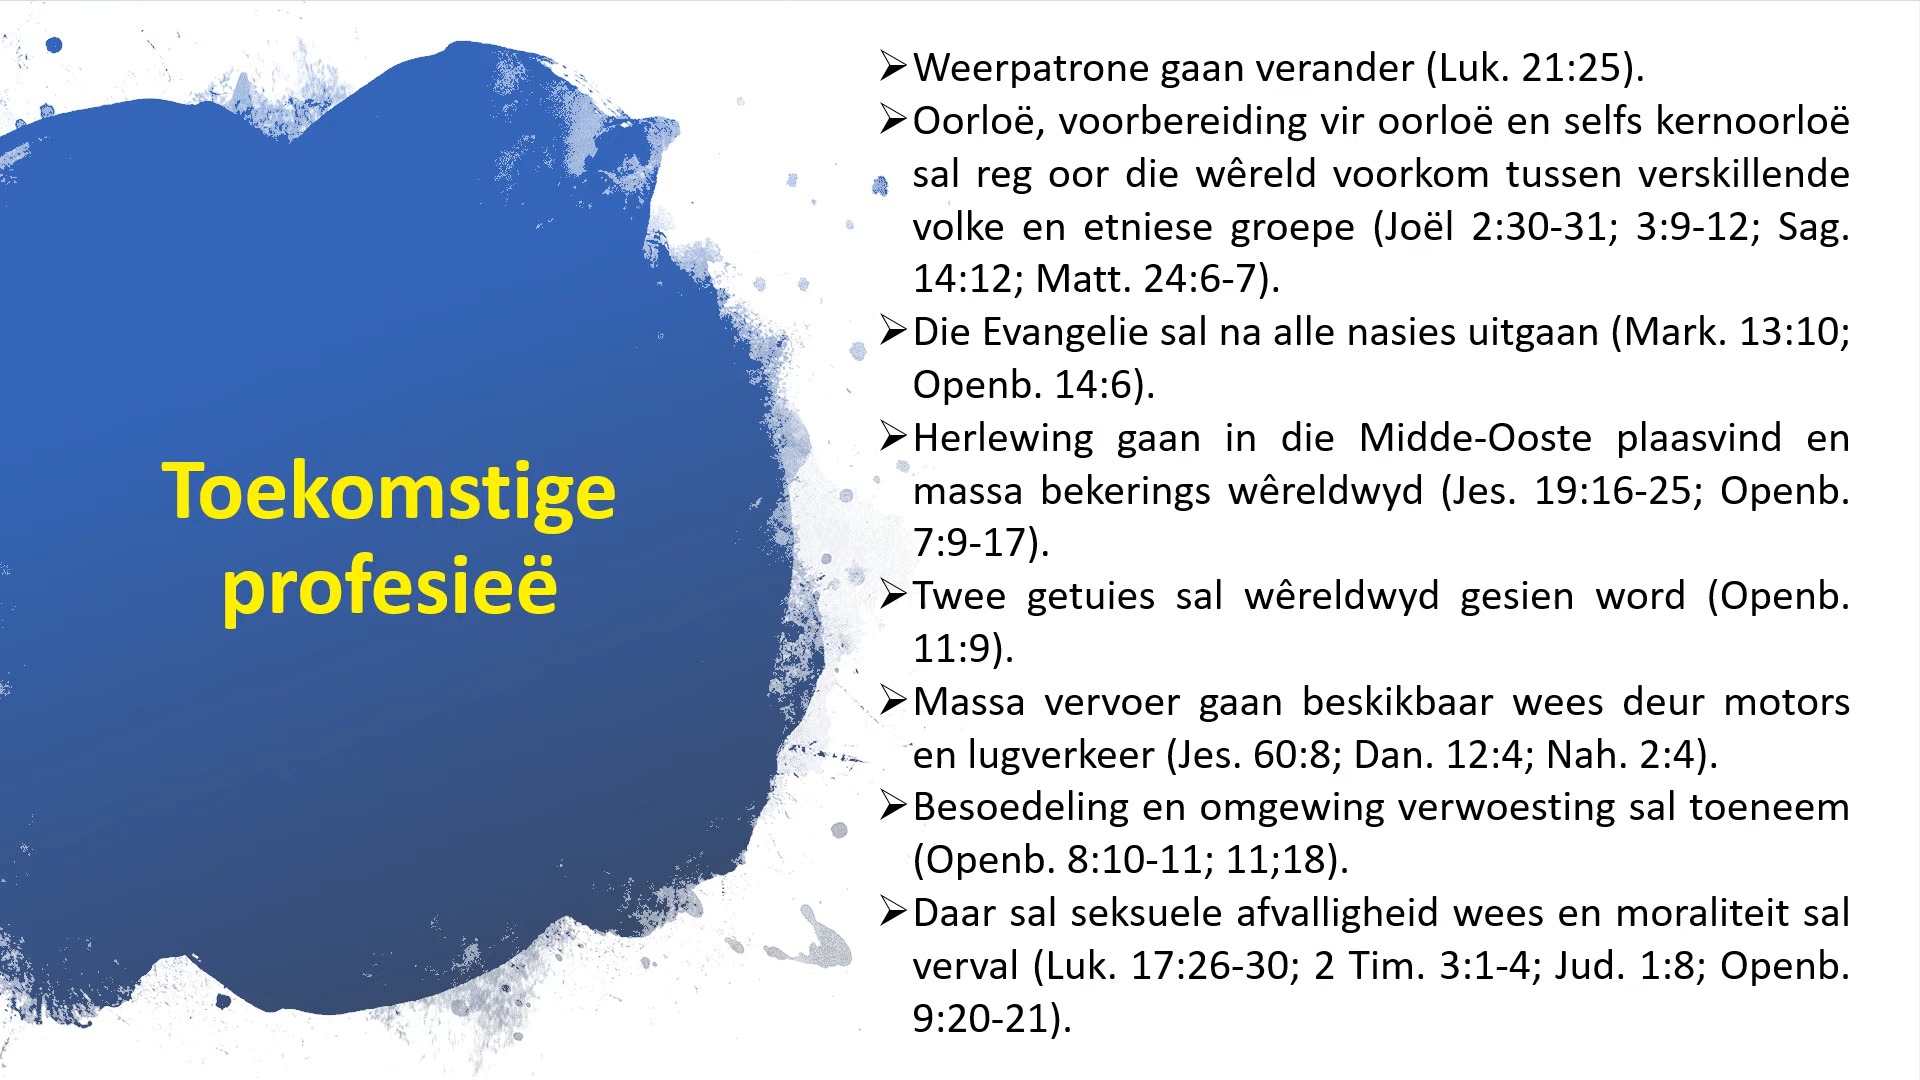 Toekomstige
profesieë
➢Weerpatrone gaan verander (Luk. 21:25).
➢Oorloë, voorbereiding vir oorloë en selfs kernoorloë
sal reg oor die wêreld voorkom tussen verskillende
volke en etniese groepe (Joël 2:30-31; 3:9-12; Sag.
14:12; Matt. 24:6-7).
➢Die Evangelie sal na alle nasies uitgaan (Mark. 13:10;
Openb. 14:6).
➢Herlewing gaan in die Midde-Ooste plaasvind en
massa bekerings wêreldwyd (Jes. 19:16-25; Openb.
7:9-17).
➢Twee getuies sal wêreldwyd gesien word (Openb.
11:9).
➢Massa vervoer gaan beskikbaar wees deur motors
en lugverkeer (Jes. 60:8; Dan. 12:4; Nah. 2:4).
➢Besoedeling en omgewing verwoesting sal toeneem
(Openb. 8:10-11; 11;18).
➢Daar sal seksuele afvalligheid wees en moraliteit sal
verval (Luk. 17:26-30; 2 Tim. 3:1-4; Jud. 1:8; Openb.
9:20-21).